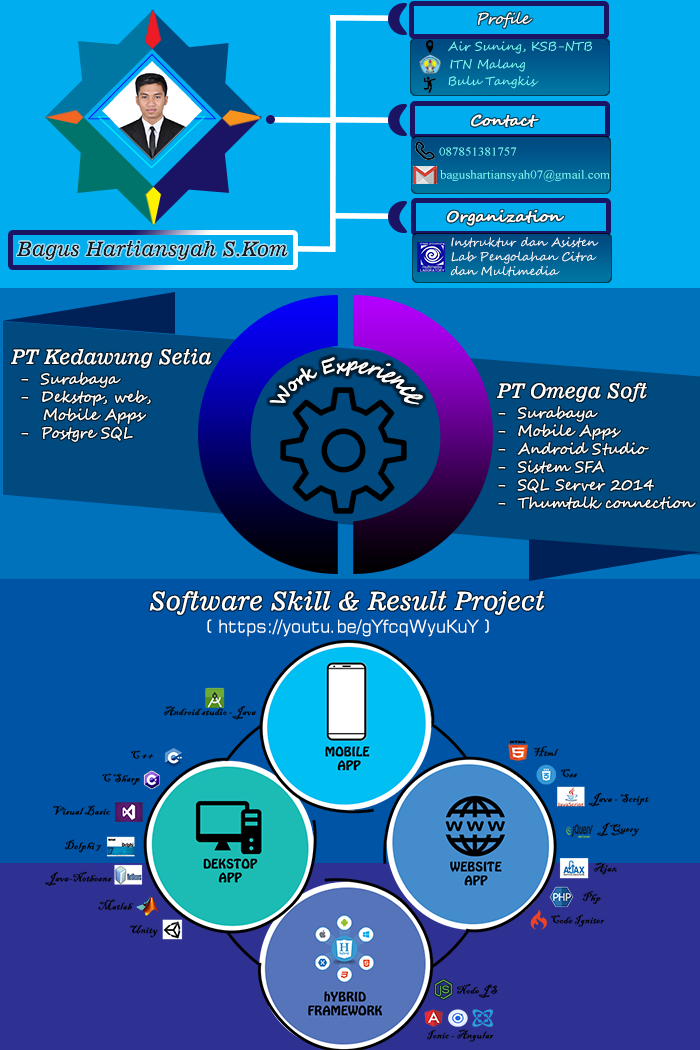 Profile
Air Suning, KSB-NTB
ITN Malang
Bulu Tangkis
Contact
087851381757
bagushartiansyah07@gmail.com
Organization
Instruktur dan Asisten
Lab Pengolahan Citra
dan Multimedia
Bagus Hartiansyah S.Kom
Work Experience
PT Kedawung Setia
- Surabaya
- Dekstop, web,
Mobile Apps
- Postgre SQL
PT Omega Soft
- Surabaya
- Mobile Apps
- Android Studio
- Sistem SFA
- SQL Server 2014
- Thumtalk connection
Software Skill & Result Project
( https://youtu.be/gYfcqWyuKuY )
MOBILE
APP
Android studio - Java
DEKSTOP
APP
C++
C Sharp
Visual Basic
Delphi 7
Java-Netbeans
Matlab
Unity
WWW
WEBSITE
APP
Html
Css
Java - Script
JQuery
Ajax
Php
Code Igniter
hYBRID
FRAMEWORK
Node JS
Ionic - Angular